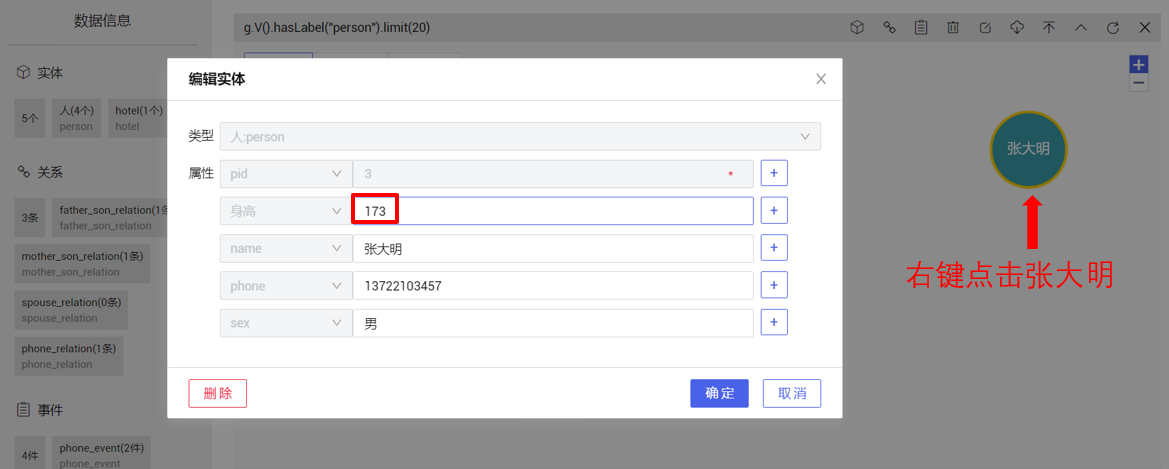 数据信息
g.V().hasLabel("person").limit(20)
实体
5个
人(4个)
person
hotel(1个)
hotel
关系
3条
father_son_relation(1条
father_son_relation
mother_son_relation(1条)
mother_son_relation
spouse_relation(0条)
spouse_relation
phone_relation(1条)
phone_relation
事件
4件
phone_event(2件)
phone_event
编辑实体
类型
人:person
属性
pid
3
*
+
身高
173
+
name
张大明
+
phone
13722103457
+
sex
男
+
删 除
确 定
取 消
张大明
右键点击张大明